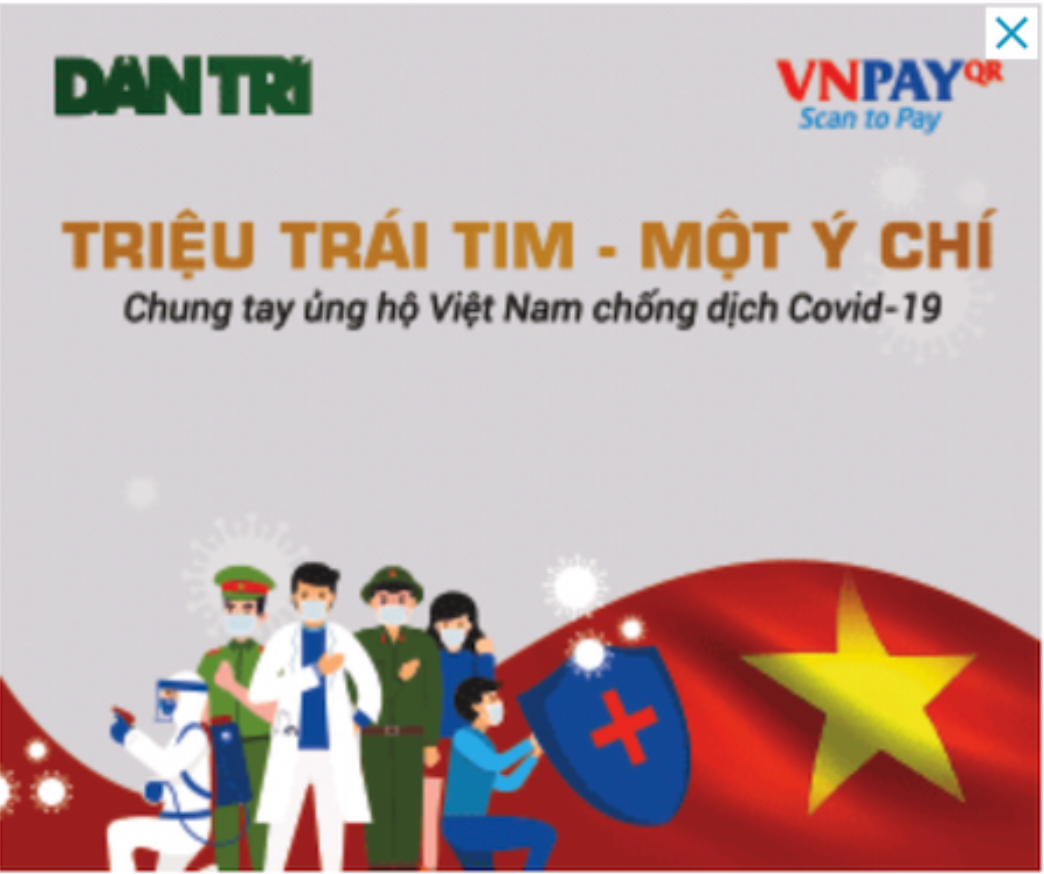 DÂN TRÍ
VNPAYQR
Scan to Pay
TRIỆU TRÁI TIM - MỘT Ý CHÍ
Chung tay ủng hộ Việt Nam chống dịch Covid-19